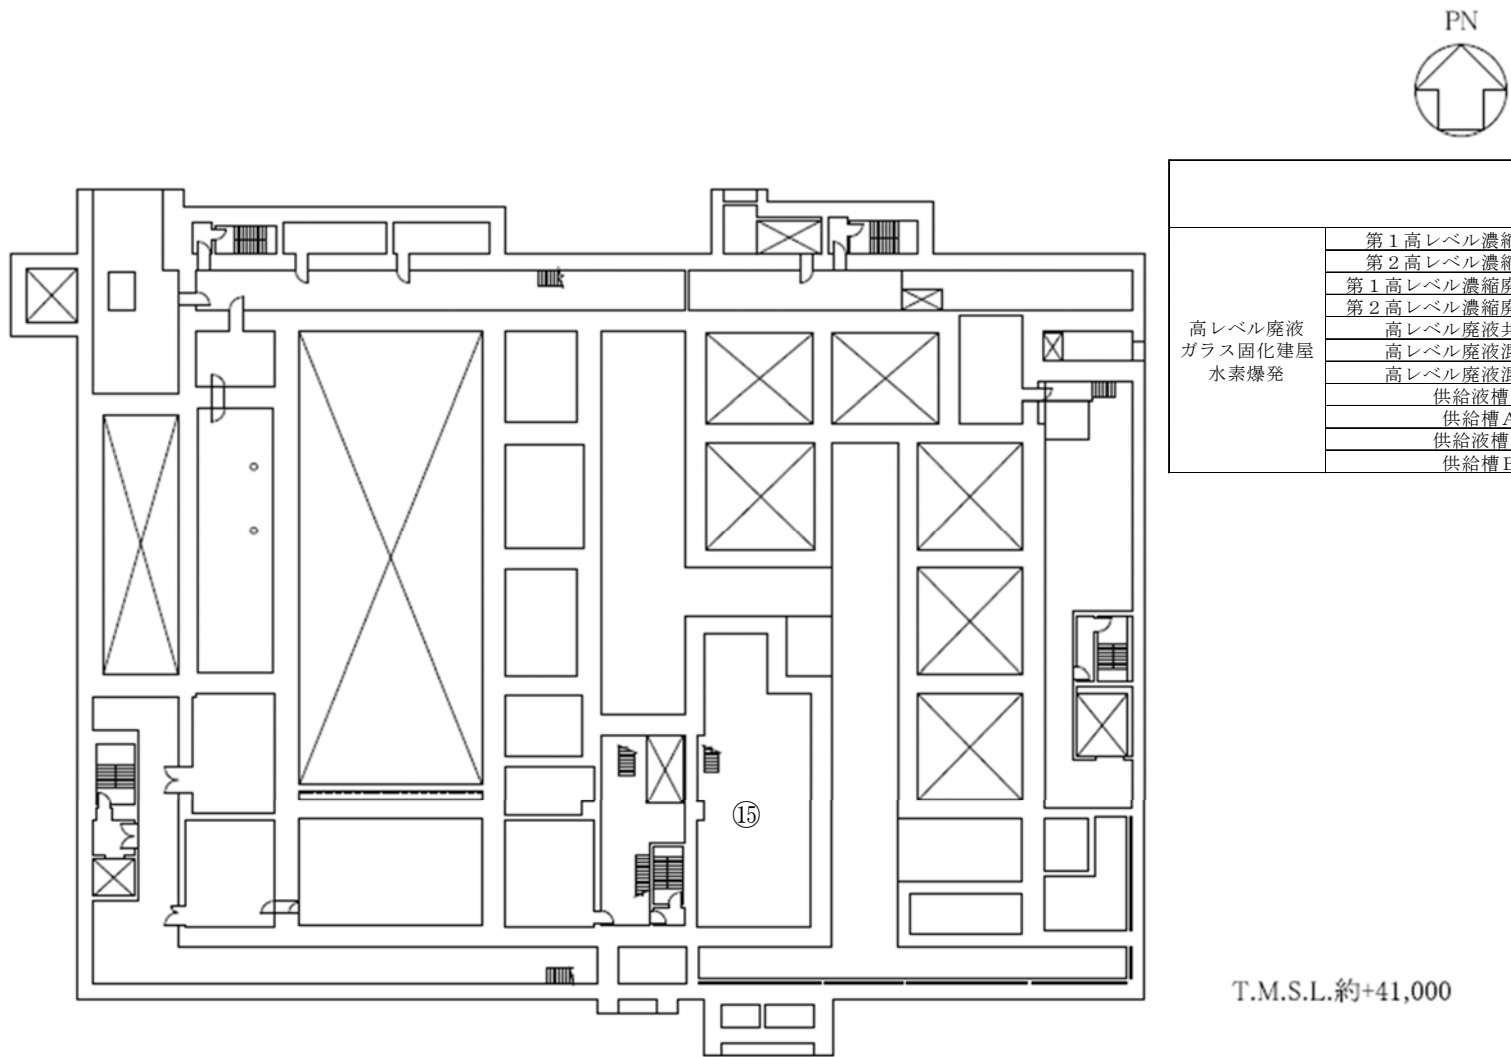 PN
高レベル廃液
ガラス固化建屋
水素爆発
第1高レベル濃縮
第2高レベル濃縮
第1高レベル濃縮廃
第2高レベル濃縮廃
高レベル廃液共
高レベル廃液混
高レベル廃液混
供給液槽
供給槽A
供給液槽
供給槽B
⑮
T.M.S.L.約+41,000